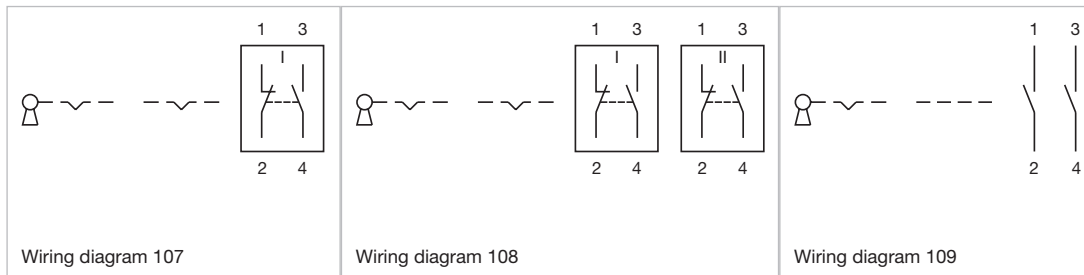 1 3
I
2 4
Wiring diagram 107
1 3 1 3
I II
2 4 2 4
Wiring diagram 108
1 3
2 4
Wiring diagram 109